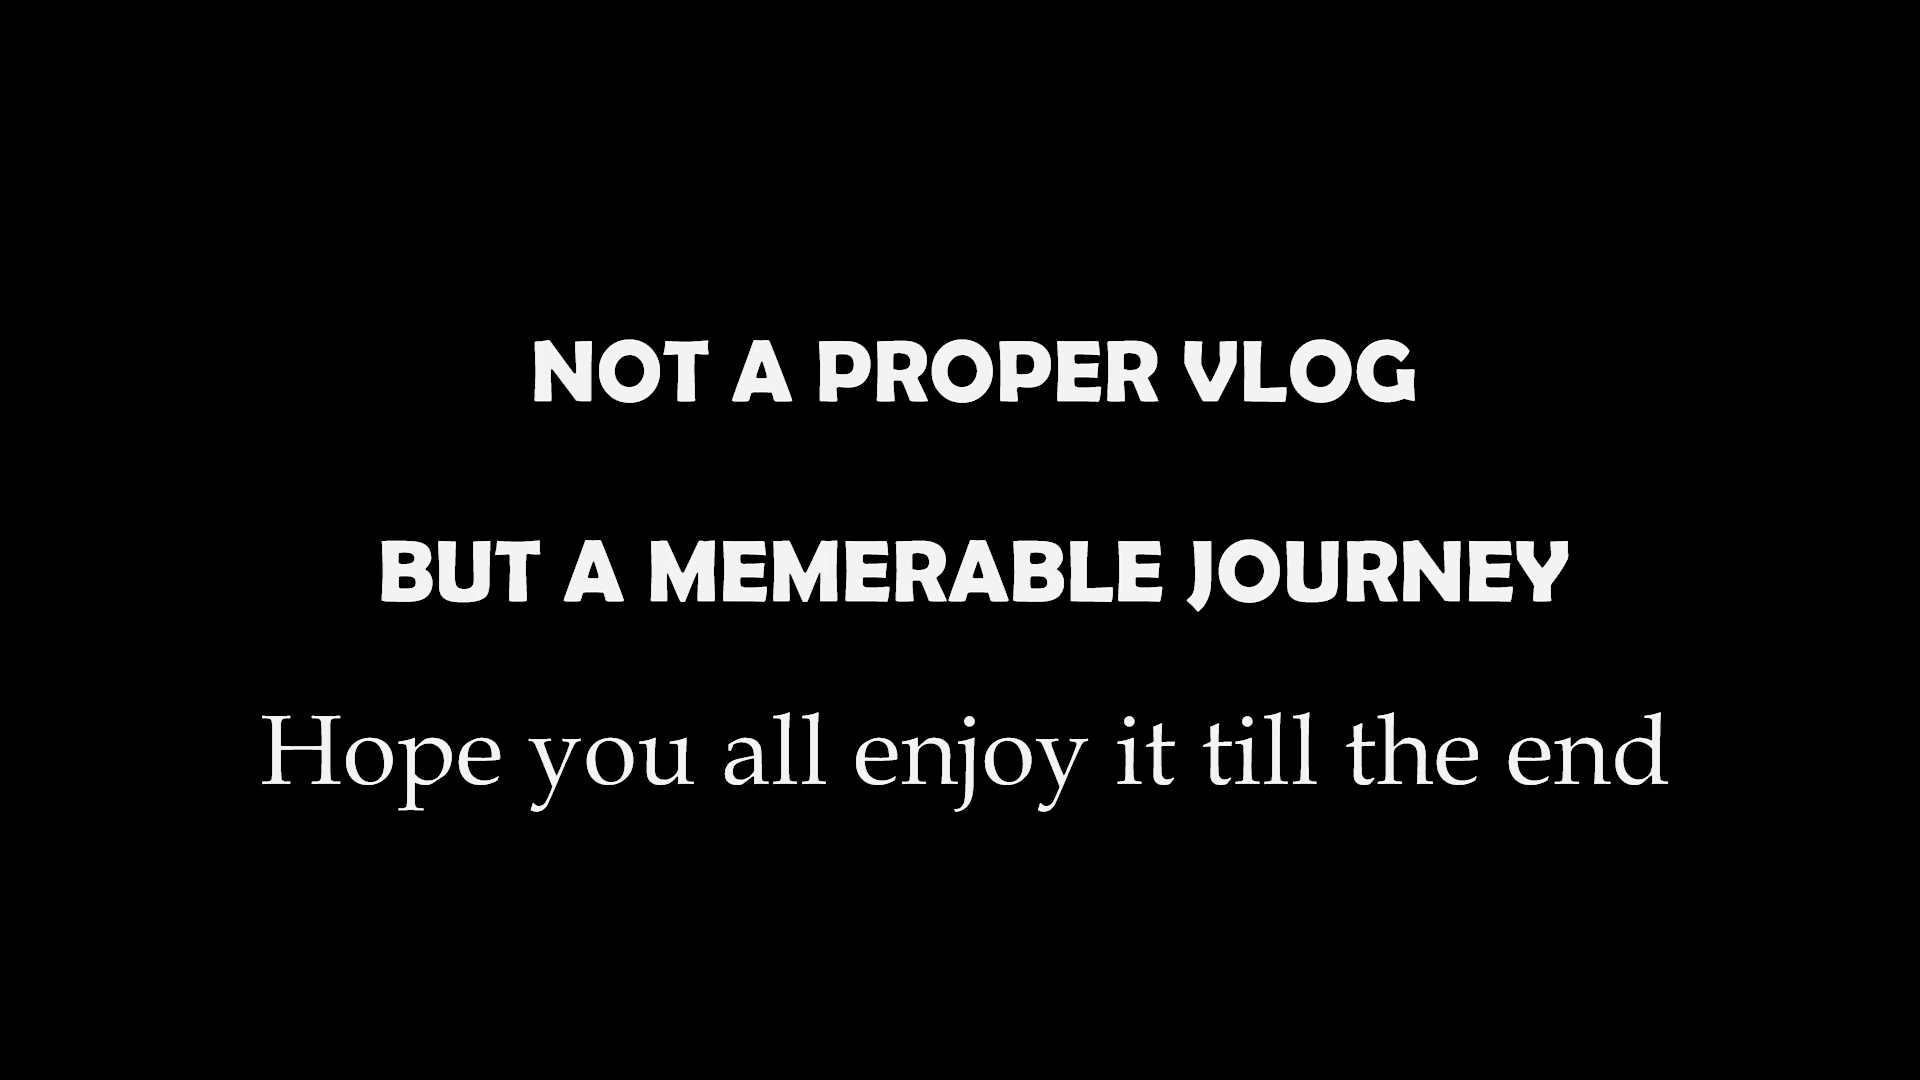 NOT A PROPER VLOG
BUT A MEMERABLE JOURNEY
Hope you all enjoy it till the end